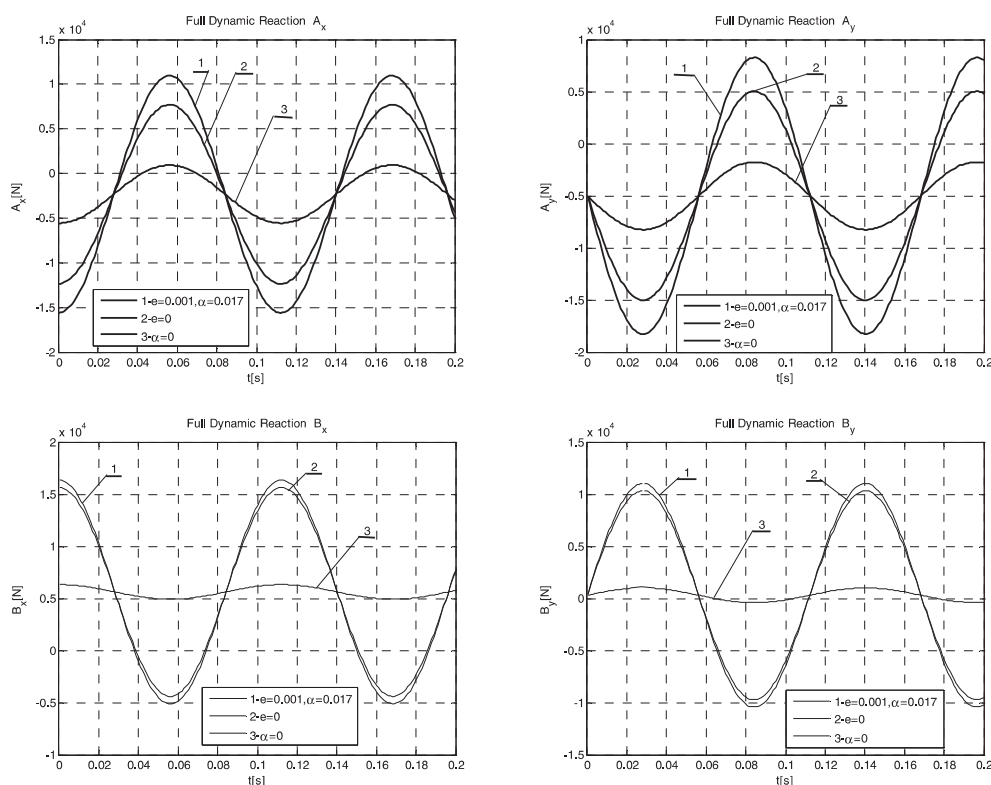 Full Dynamic Reaction A_x
x 10^4
1.5
1
0.5
0
-0.5
-1
-1.5
-2
A_x[N]
1
2
3
1-e=0.001,α=0.017
2-e=0
3-α=0
0 0.02 0.04 0.06 0.08 0.1 0.12 0.14 0.16 0.18 0.2
t[s]
Full Dynamic Reaction A_y
x 10^4
1
0.5
0
-0.5
-1
-1.5
-2
A_y[N]
1
2
3
1-e=0.001,α=0.017
2-e=0
3-α=0
0 0.02 0.04 0.06 0.08 0.1 0.12 0.14 0.16 0.18 0.2
t[s]
Full Dynamic Reaction B_x
x 10^4
2
1.5
1
0.5
0
-0.5
-1
B_x[N]
1
2
3
1-e=0.001,α=0.017
2-e=0
3-α=0
0 0.02 0.04 0.06 0.08 0.1 0.12 0.14 0.16 0.18 0.2
t[s]
Full Dynamic Reaction B_y
x 10^4
1.5
1
0.5
0
-0.5
-1
-1.5
B_y[N]
1
2
3
1-e=0.001,α=0.017
2-e=0
3-α=0
0 0.02 0.04 0.06 0.08 0.1 0.12 0.14 0.16 0.18 0.2
t[s]